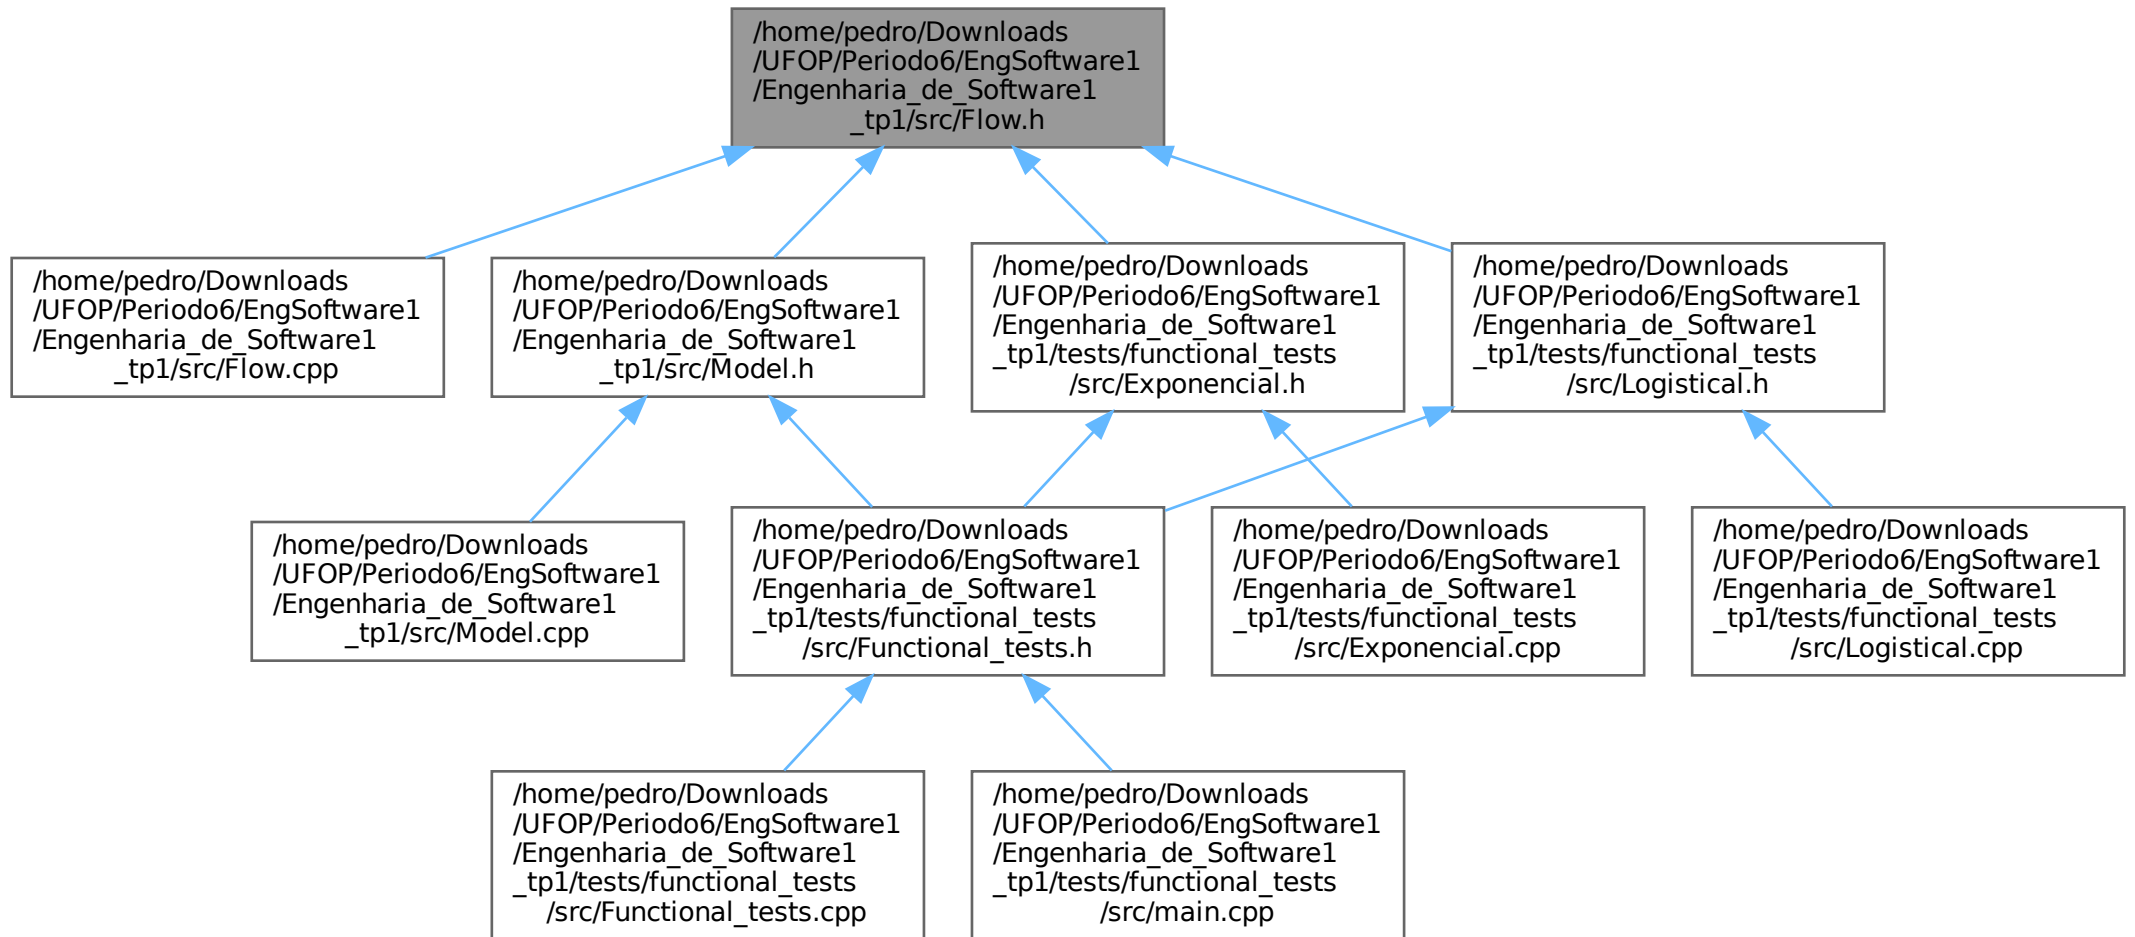 /home/pedro/Downloads
/UFOP/Periodo6/EngSoftware1
/Engenharia_de_Software1
_tp1/src/Flow.h
/home/pedro/Downloads
/UFOP/Periodo6/EngSoftware1
/Engenharia_de_Software1
_tp1/src/Flow.cpp
/home/pedro/Downloads
/UFOP/Periodo6/EngSoftware1
/Engenharia_de_Software1
_tp1/src/Model.h
/home/pedro/Downloads
/UFOP/Periodo6/EngSoftware1
/Engenharia_de_Software1
_tp1/tests/functional_tests
/src/Exponencial.h
/home/pedro/Downloads
/UFOP/Periodo6/EngSoftware1
/Engenharia_de_Software1
_tp1/tests/functional_tests
/src/Logistical.h
/home/pedro/Downloads
/UFOP/Periodo6/EngSoftware1
/Engenharia_de_Software1
_tp1/src/Model.cpp
/home/pedro/Downloads
/UFOP/Periodo6/EngSoftware1
/Engenharia_de_Software1
_tp1/tests/functional_tests
/src/Functional_tests.h
/home/pedro/Downloads
/UFOP/Periodo6/EngSoftware1
/Engenharia_de_Software1
_tp1/tests/functional_tests
/src/Exponencial.cpp
/home/pedro/Downloads
/UFOP/Periodo6/EngSoftware1
/Engenharia_de_Software1
_tp1/tests/functional_tests
/src/Logistical.cpp
/home/pedro/Downloads
/UFOP/Periodo6/EngSoftware1
/Engenharia_de_Software1
_tp1/tests/functional_tests
/src/Functional_tests.cpp
/home/pedro/Downloads
/UFOP/Periodo6/EngSoftware1
/Engenharia_de_Software1
_tp1/tests/functional_tests
/src/main.cpp